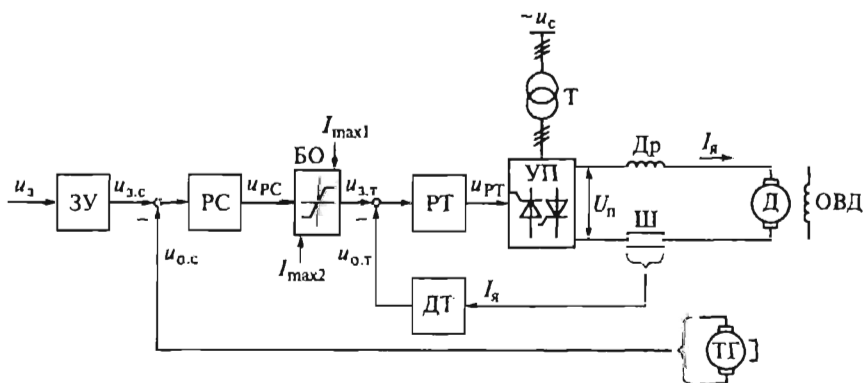 ~u_с
Т
I_max1
БО
Др
I_я
УП
u_з
ЗУ
u_з.с
РС
u_РС
u_з.т
РТ
u_РТ
U_п
Д
ОВД
–
–
Ш
u_о.с
I_max2
u_о.т
ДТ
I_я
ТГ